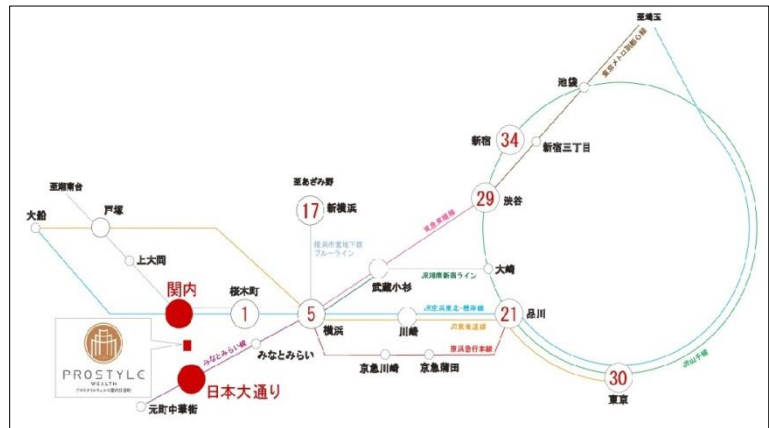 至埼玉
東京メトロ副都心線
池袋
34
新宿
新宿三丁目
至湘南台
至あざみ野
17
新横浜
29
渋谷
東急東横線
戸塚
大船
横浜市営地下鉄
ブルーライン
上大岡
武蔵小杉
JR湘南新宿ライン
大崎
関内
桜木町
1
5
横浜
JR京浜東北・根岸線
川崎
JR東海道線
21
品川
京浜急行本線
みなとみらい線
みなとみらい
京急川崎
京急蒲田
JR山手線
PROSTYLE
WEALTH
日本大通り
30
東京
元町中華街